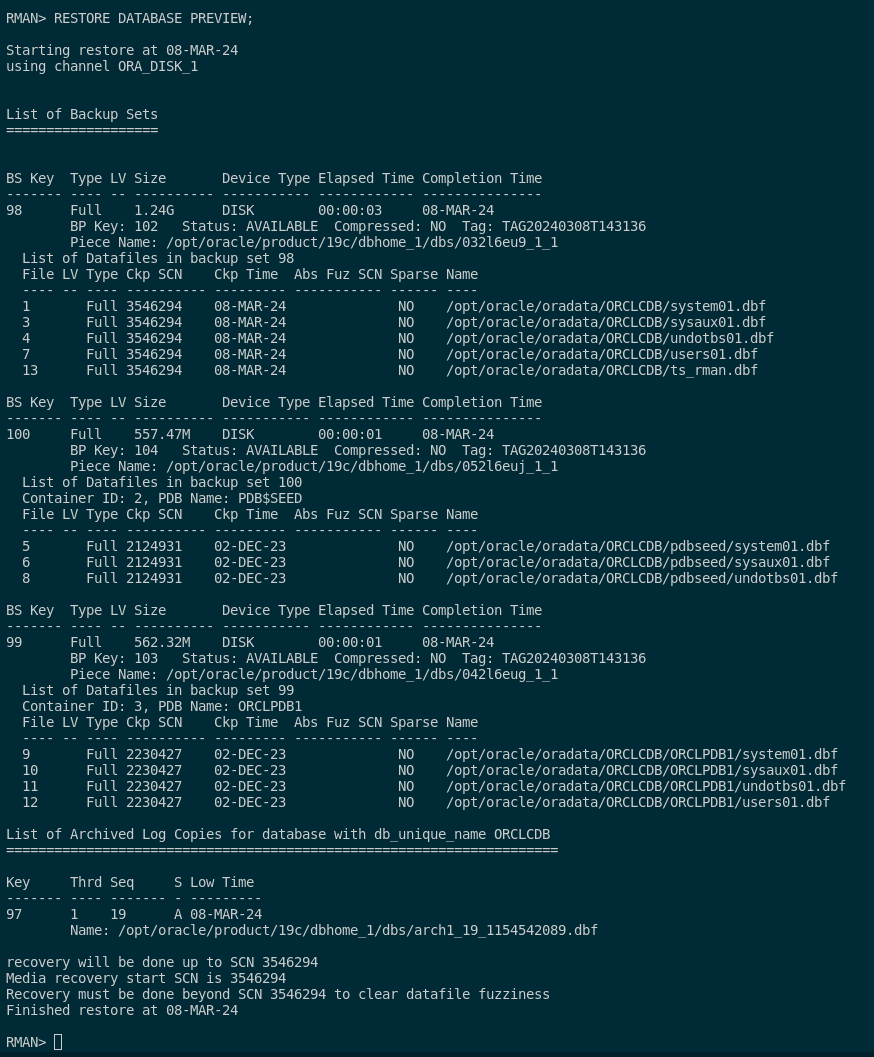 RMAN> RESTORE DATABASE PREVIEW;

Starting restore at 08-MAR-24
using channel ORA_DISK_1


List of Backup Sets
===================


BS Key  Type LV Size       Device Type Elapsed Time Completion Time
------- ---- -- ---------- ----------- ------------ ---------------
98      Full    1.24G      DISK        00:00:03     08-MAR-24
        BP Key: 102   Status: AVAILABLE  Compressed: NO  Tag: TAG20240308T143136
        Piece Name: /opt/oracle/product/19c/dbhome_1/dbs/032l6eu9_1_1
  List of Datafiles in backup set 98
  File LV Type Ckp SCN    Ckp Time  Abs Fuz SCN Sparse Name
  ---- -- ---- ---------- --------- ----------- ------ ----
  1       Full 3546294    08-MAR-24              NO    /opt/oracle/oradata/ORCLCDB/system01.dbf
  3       Full 3546294    08-MAR-24              NO    /opt/oracle/oradata/ORCLCDB/sysaux01.dbf
  4       Full 3546294    08-MAR-24              NO    /opt/oracle/oradata/ORCLCDB/undotbs01.dbf
  7       Full 3546294    08-MAR-24              NO    /opt/oracle/oradata/ORCLCDB/users01.dbf
  13      Full 3546294    08-MAR-24              NO    /opt/oracle/oradata/ORCLCDB/ts_rman.dbf

BS Key  Type LV Size       Device Type Elapsed Time Completion Time
------- ---- -- ---------- ----------- ------------ ---------------
100     Full    557.47M    DISK        00:00:01     08-MAR-24
        BP Key: 104   Status: AVAILABLE  Compressed: NO  Tag: TAG20240308T143136
        Piece Name: /opt/oracle/product/19c/dbhome_1/dbs/052l6euj_1_1
  List of Datafiles in backup set 100
  Container ID: 2, PDB Name: PDB$SEED
  File LV Type Ckp SCN    Ckp Time  Abs Fuz SCN Sparse Name
  ---- -- ---- ---------- --------- ----------- ------ ----
  5       Full 2124931    02-DEC-23              NO    /opt/oracle/oradata/ORCLCDB/pdbseed/system01.dbf
  6       Full 2124931    02-DEC-23              NO    /opt/oracle/oradata/ORCLCDB/pdbseed/sysaux01.dbf
  8       Full 2124931    02-DEC-23              NO    /opt/oracle/oradata/ORCLCDB/pdbseed/undotbs01.dbf

BS Key  Type LV Size       Device Type Elapsed Time Completion Time
------- ---- -- ---------- ----------- ------------ ---------------
99      Full    562.32M    DISK        00:00:01     08-MAR-24
        BP Key: 103   Status: AVAILABLE  Compressed: NO  Tag: TAG20240308T143136
        Piece Name: /opt/oracle/product/19c/dbhome_1/dbs/042l6eug_1_1
  List of Datafiles in backup set 99
  Container ID: 3, PDB Name: ORCLPDB1
  File LV Type Ckp SCN    Ckp Time  Abs Fuz SCN Sparse Name
  ---- -- ---- ---------- --------- ----------- ------ ----
  9       Full 2230427    02-DEC-23              NO    /opt/oracle/oradata/ORCLCDB/ORCLPDB1/system01.dbf
  10      Full 2230427    02-DEC-23              NO    /opt/oracle/oradata/ORCLCDB/ORCLPDB1/sysaux01.dbf
  11      Full 2230427    02-DEC-23              NO    /opt/oracle/oradata/ORCLCDB/ORCLPDB1/undotbs01.dbf
  12      Full 2230427    02-DEC-23              NO    /opt/oracle/oradata/ORCLCDB/ORCLPDB1/users01.dbf

List of Archived Log Copies for database with db_unique_name ORCLCDB
=====================================================================

Key     Thrd Seq     S Low Time
------- ---- ------- - ---------
97      1    19      A 08-MAR-24
        Name: /opt/oracle/product/19c/dbhome_1/dbs/arch1_19_1154542089.dbf

recovery will be done up to SCN 3546294
Media recovery start SCN is 3546294
Recovery must be done beyond SCN 3546294 to clear datafile fuzziness
Finished restore at 08-MAR-24

RMAN>